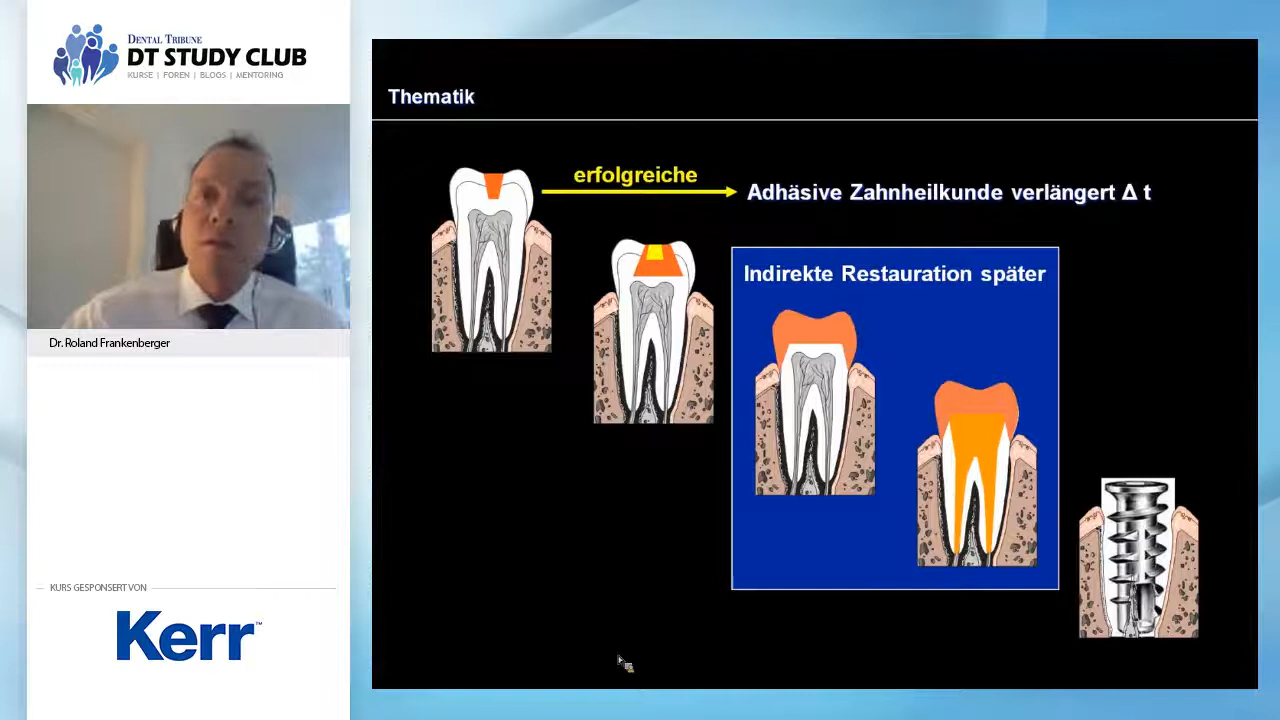 DENTAL TRIBUNE
DT STUDY CLUB
KURSE | FOREN | BLOGS | MENTORING
Dr. Roland Frankenberger
KURS GESPONSERT VON
Kerr™
Thematik
erfolgreiche
Adhäsive Zahnheilkunde verlängert Δ t
Indirekte Restauration später